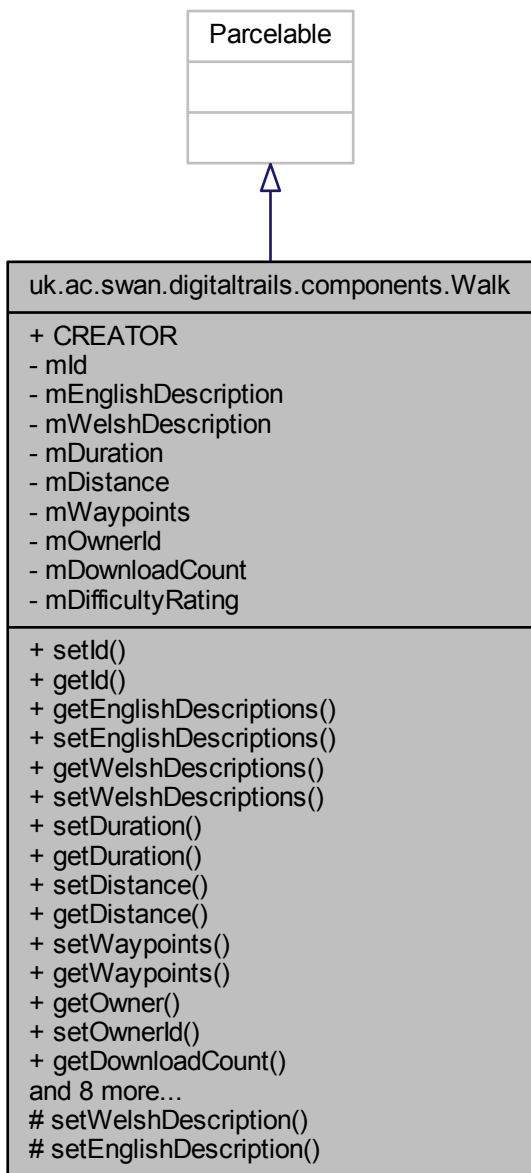 Parcelable
uk.ac.swan.digitaltrails.components.Walk
+ CREATOR
- mId
- mEnglishDescription
- mWelshDescription
- mDuration
- mDistance
- mWaypoints
- mOwnerId
- mDownloadCount
- mDifficultyRating
+ setId()
+ getId()
+ getEnglishDescriptions()
+ setEnglishDescriptions()
+ getWelshDescriptions()
+ setWelshDescriptions()
+ setDuration()
+ getDuration()
+ setDistance()
+ getDistance()
+ setWaypoints()
+ getWaypoints()
+ getOwner()
+ setOwnerId()
+ getDownloadCount()
and 8 more...
# setWelshDescription()
# setEnglishDescription()